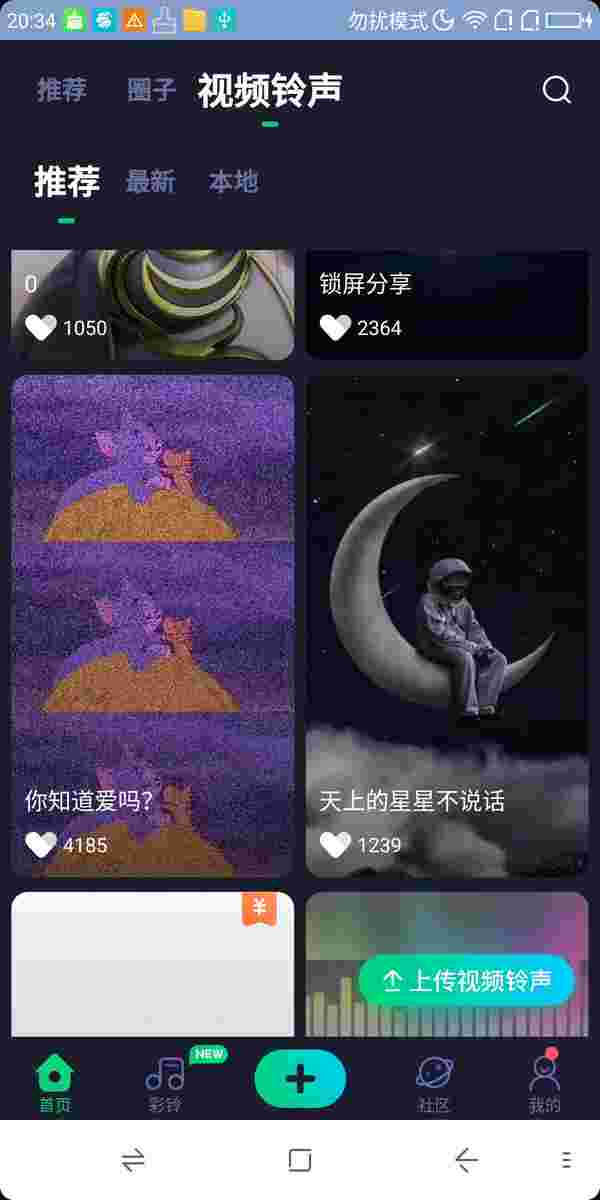 20:34 勿扰模式
推荐 圈子 视频铃声
推荐 最新 本地
0 锁屏分享
1050 2364
你知道爱吗? 天上的星星不说话
4185 1239
¥
上传视频铃声
NEW
首页 彩铃 社区 我的